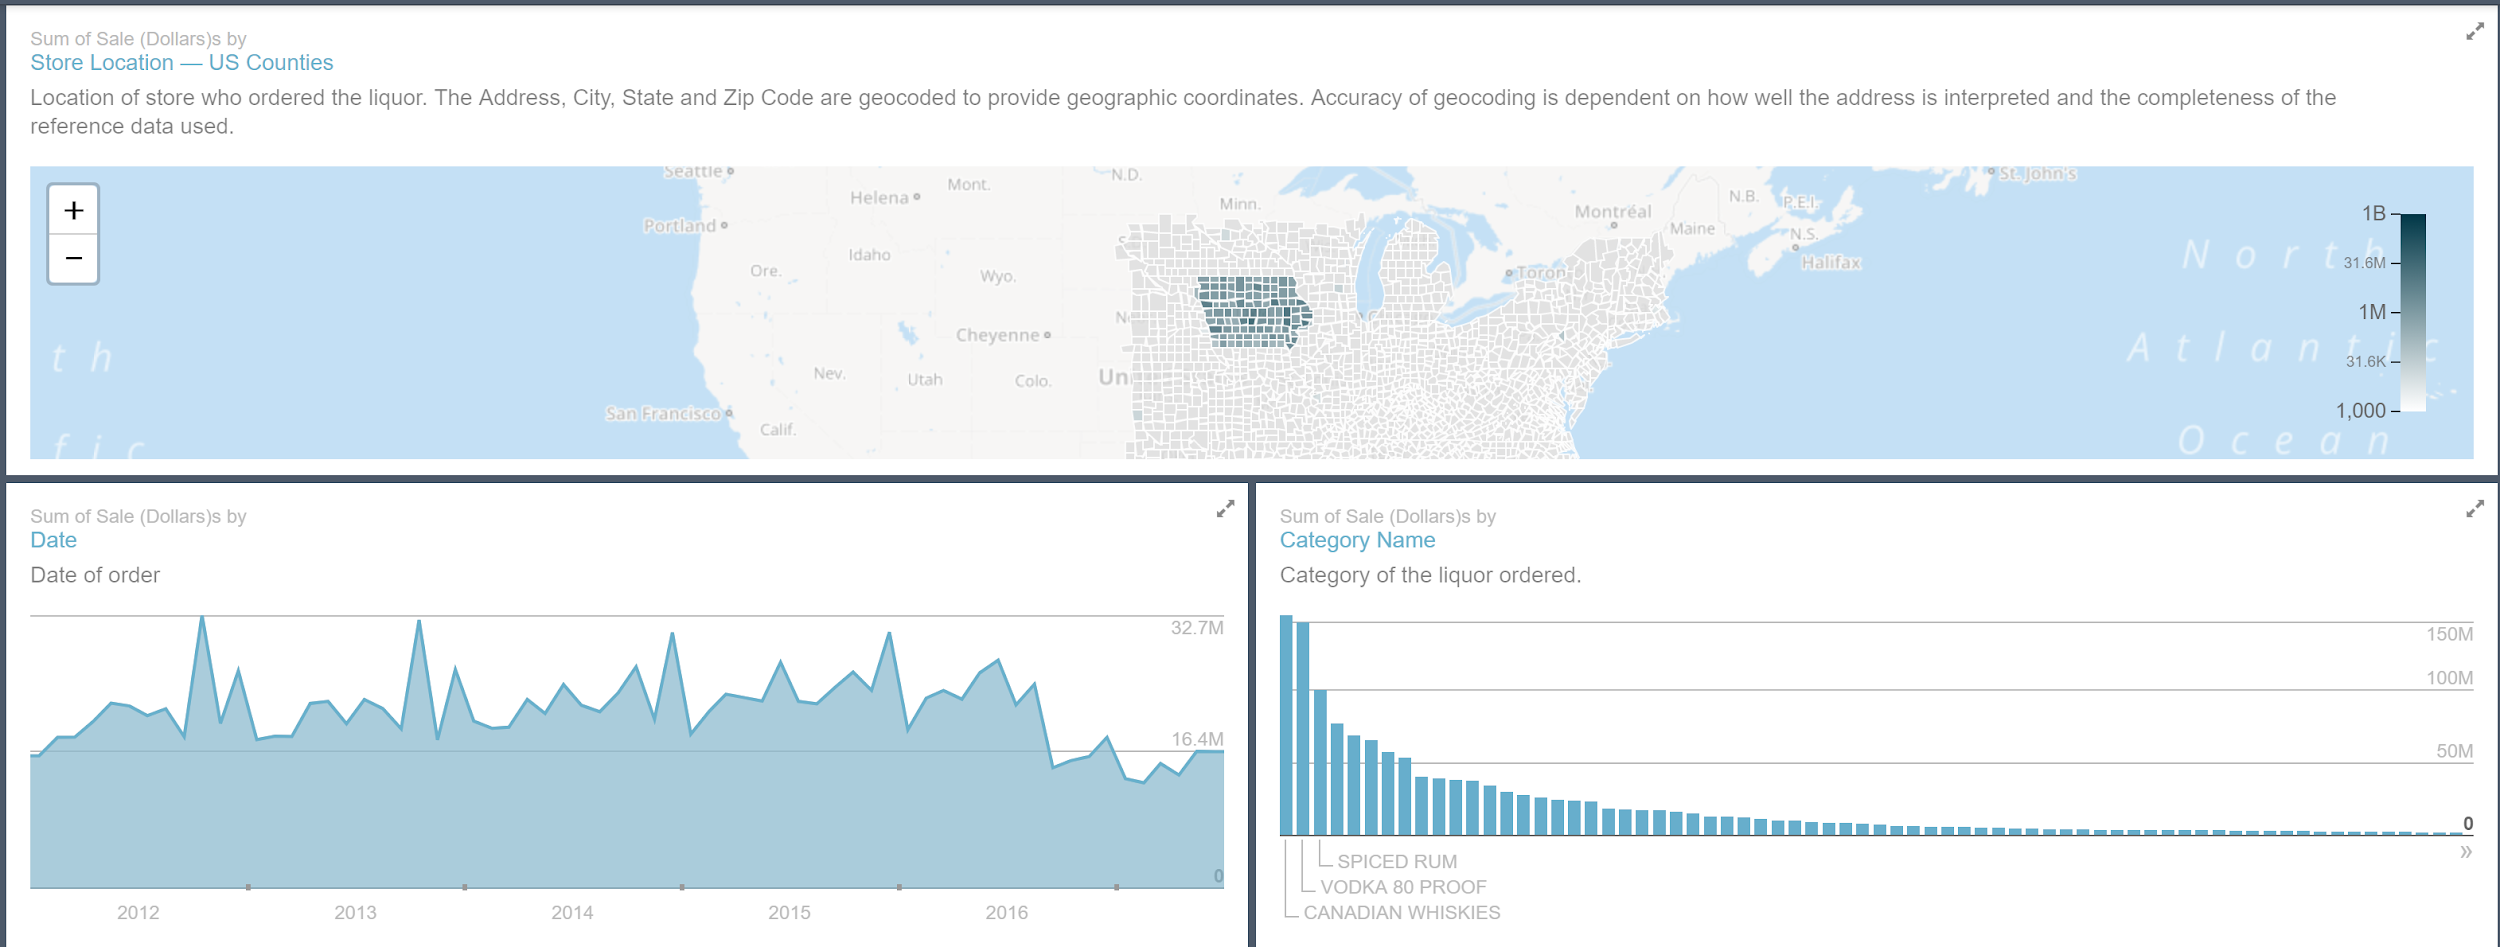 Sum of Sale (Dollars)s by
Store Location — US Counties
Location of store who ordered the liquor. The Address, City, State and Zip Code are geocoded to provide geographic coordinates. Accuracy of geocoding is dependent on how well the address is interpreted and the completeness of the
reference data used.
+
−
Seattle
Helena
Mont.
N.D.
Minn.
Montréal
N.B.
P.E.I.
St. John's
Portland
Maine
N.S.
Halifax
Ore.
Idaho
Wyo.
Toron
North
Cheyenne
Nev.
Utah
Colo.
Un
San Francisco
Calif.
Atlantic
Ocean
th
fic
1B
31.6M
1M
31.6K
1,000
Sum of Sale (Dollars)s by
Date
Date of order
32.7M
16.4M
0
2012
2013
2014
2015
2016
Sum of Sale (Dollars)s by
Category Name
Category of the liquor ordered.
150M
100M
50M
0
»
SPICED RUM
VODKA 80 PROOF
CANADIAN WHISKIES